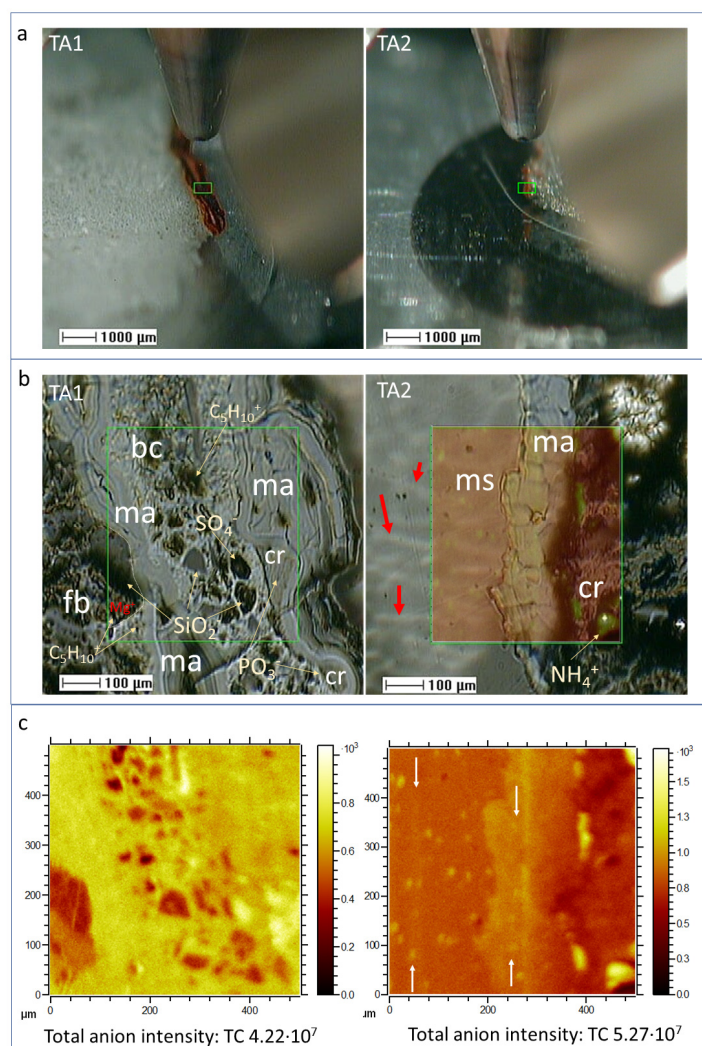 a
TA1
TA2
1000 µm
1000 µm
b
TA1
TA2
C₅H₁₀⁺
bc
ma
ma
ma
ms
SO₄⁻
cr
fb
Mg⁺
SiO₂
cr
C₅H₁₀⁺
ma
PO₃⁻
cr
NH₄⁺
100 µm
100 µm
c
·10³
·10³
400
300
200
100
0
1.0
0.8
0.6
0.4
0.2
0.0
400
300
200
100
0
1.5
1.3
1.0
0.8
0.5
0.3
0.0
µm
0
200
400
µm
0
200
400
Total anion intensity: TC 4.22·10⁷
Total anion intensity: TC 5.27·10⁷